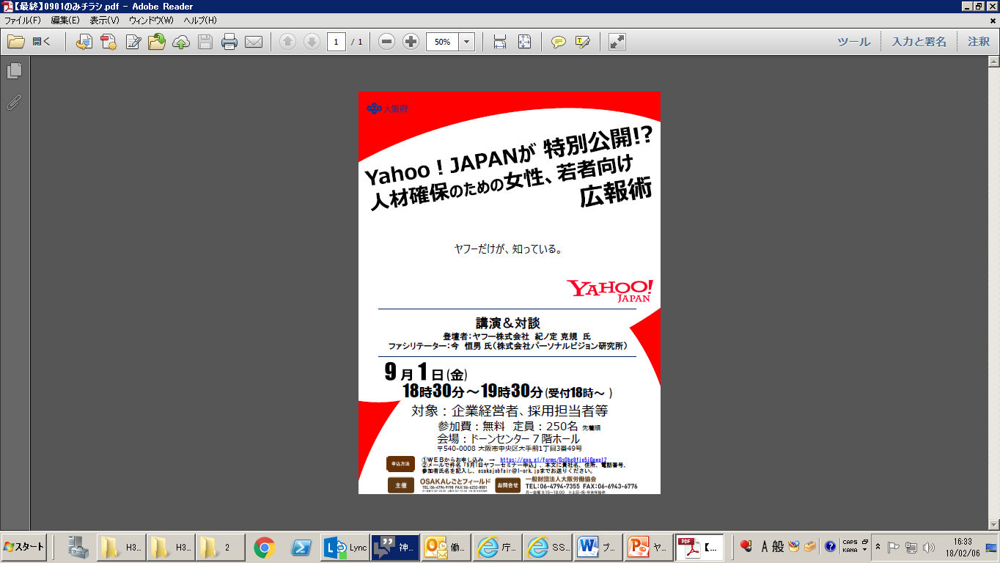 【最終】0901のみチラシ.pdf - Adobe Reader
ファイル(F) 編集(E) 表示(V) ウィンドウ(W) ヘルプ(H)
開く 1 / 1 50% ツール 入力と署名 注釈
大阪府
Yahoo!JAPANが 特別公開!?
人材確保のための女性、若者向け
広報術
ヤフーだけが、知っている。
YAHOO!
JAPAN
講演&対談
登壇者:ヤフー株式会社 紀ノ定 克規 氏
ファシリテーター:今 恒男 氏(株式会社パーソナルビジョン研究所)
9月1日(金)
18時30分~19時30分(受付18時~ )
対象:企業経営者、採用担当者等
参加費:無料 定員:250名 先着順
会場:ドーンセンター7階ホール
〒540-0008 大阪市中央区大手前1丁目3番49号
申込方法
①WEBからお申し込み →
②メールで件名「9月1日ヤフーセミナー申込」、本文に貴社名、住所、電話番号、
参加者氏名を記入し、osakajobfair@l-ork.jpまでお送りください。
主催 OSAKAしごとフィールド
TEL:06-4794-9198 FAX:06-6232-8581
お問合せ 一般財団法人大阪労働協会
TEL:06-4794-7355 FAX:06-6943-6776
月~金曜 9:15~18:00 ※土日・祝・年末年始休
スタート H3... H3... 2 Lync 神... 働... 庁... SS... プ... ヤ... 【... A 般 CAPS KANA 16:33
18/02/06